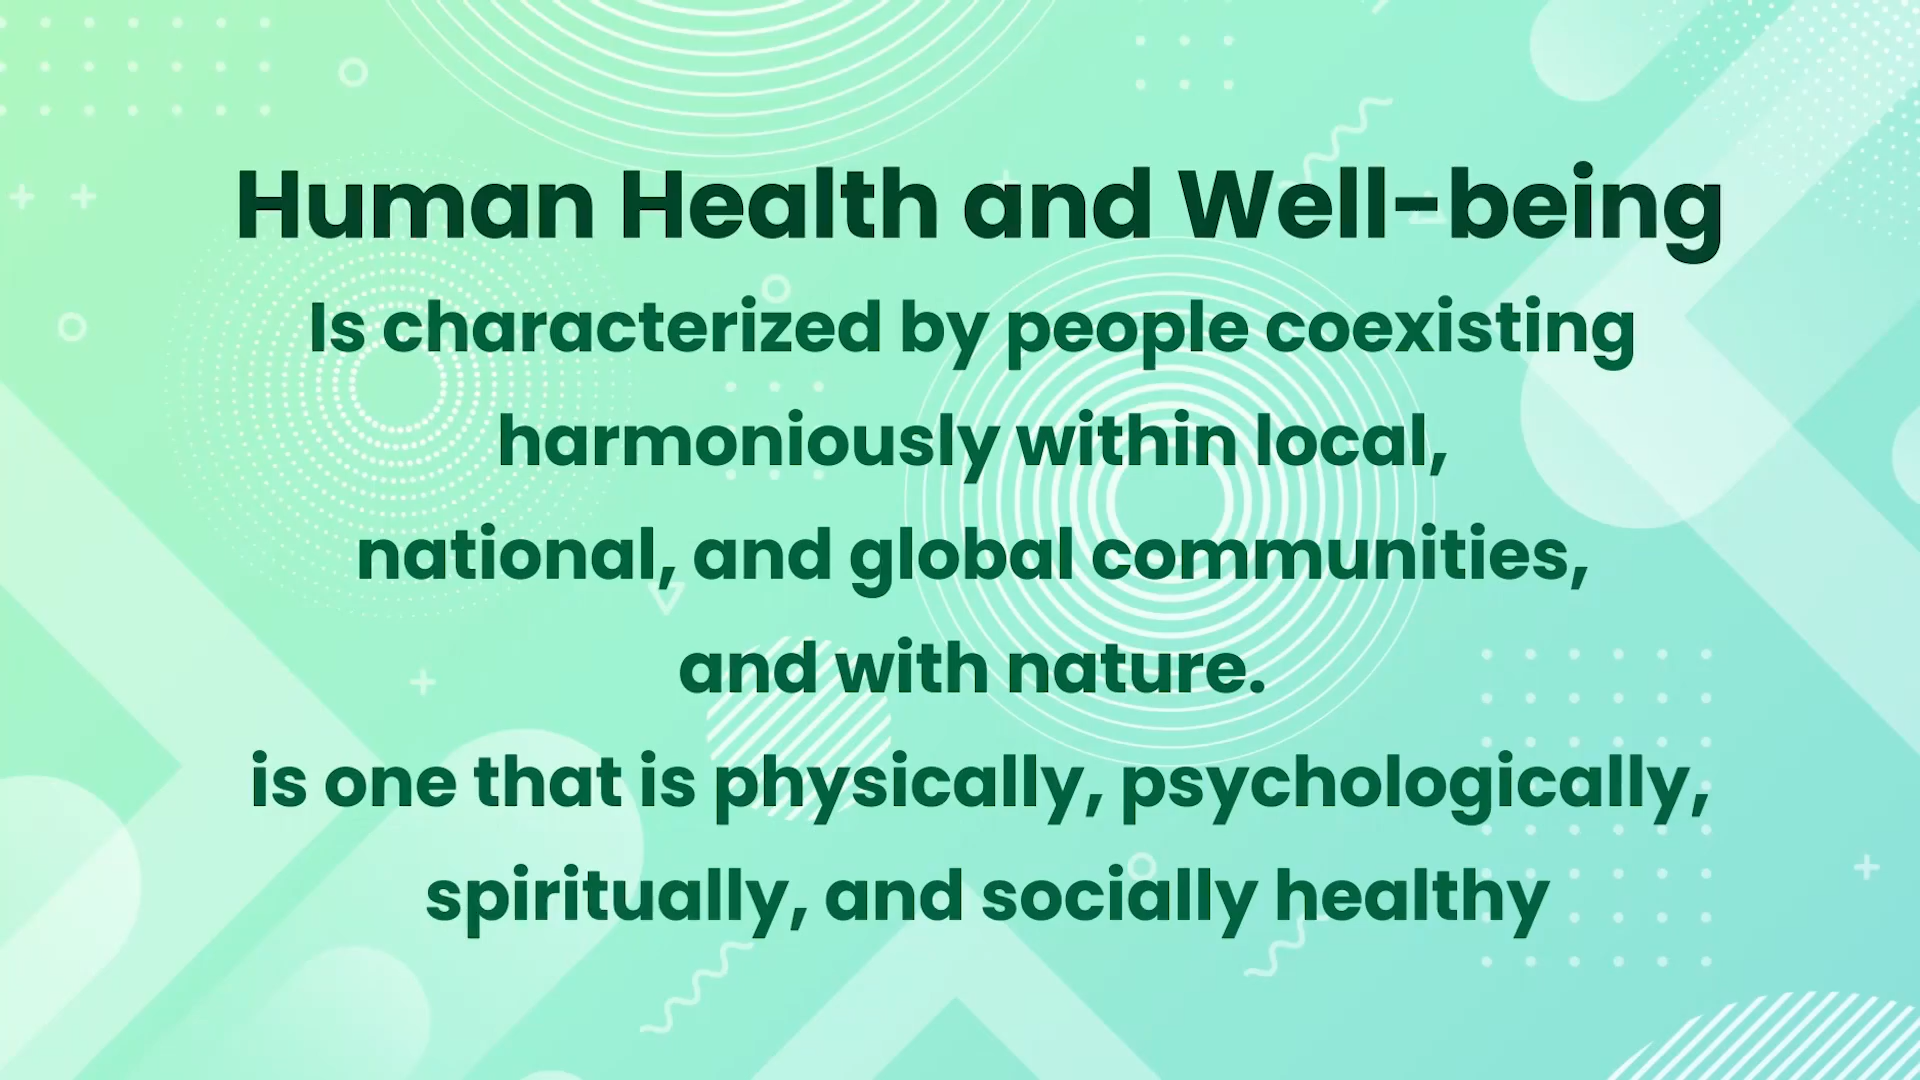 Human Health and Well-being
Is characterized by people coexisting
harmoniously within local,
national, and global communities,
and with nature.
is one that is physically, psychologically,
spiritually, and socially healthy